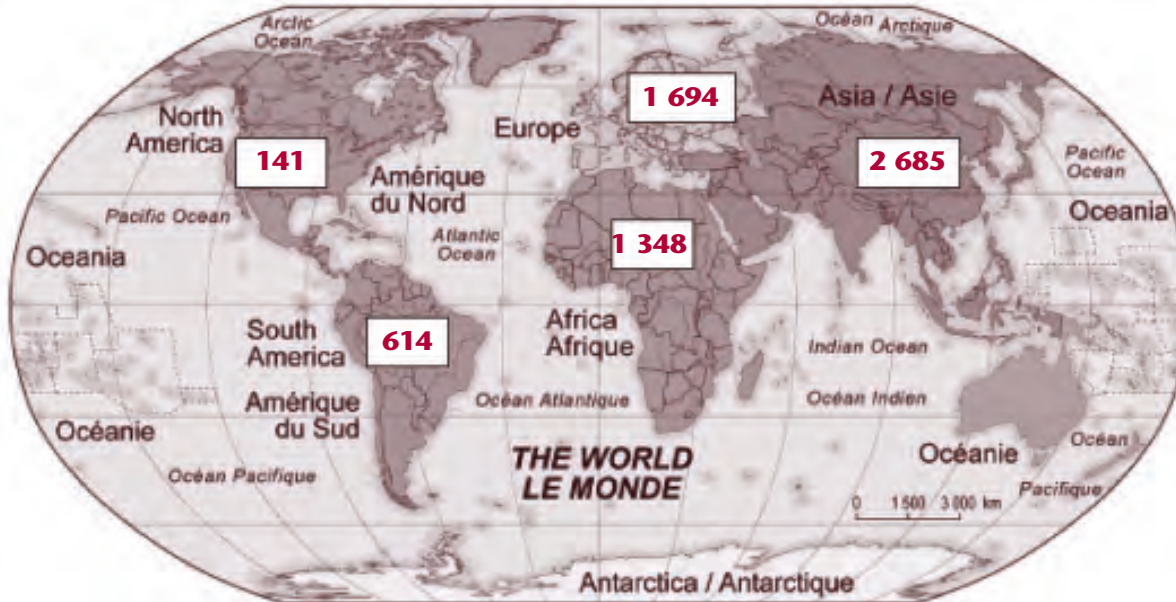 Arctic
Ocean
Océan Arctique
North
America
141
Europe
1 694
Asia / Asie
2 685
Pacific
Ocean
Amérique
du Nord
Pacific Ocean
Atlantic
Ocean
1 348
Oceania
Oceania
South
America
614
Africa
Afrique
Indian Ocean
Amérique
du Sud
Océan Atlantique
Océan Indien
Océanie
Océan Pacifique
THE WORLD
LE MONDE
Océanie
Océan
Pacifique
0 1 500 3 000 km
Antarctica / Antarctique